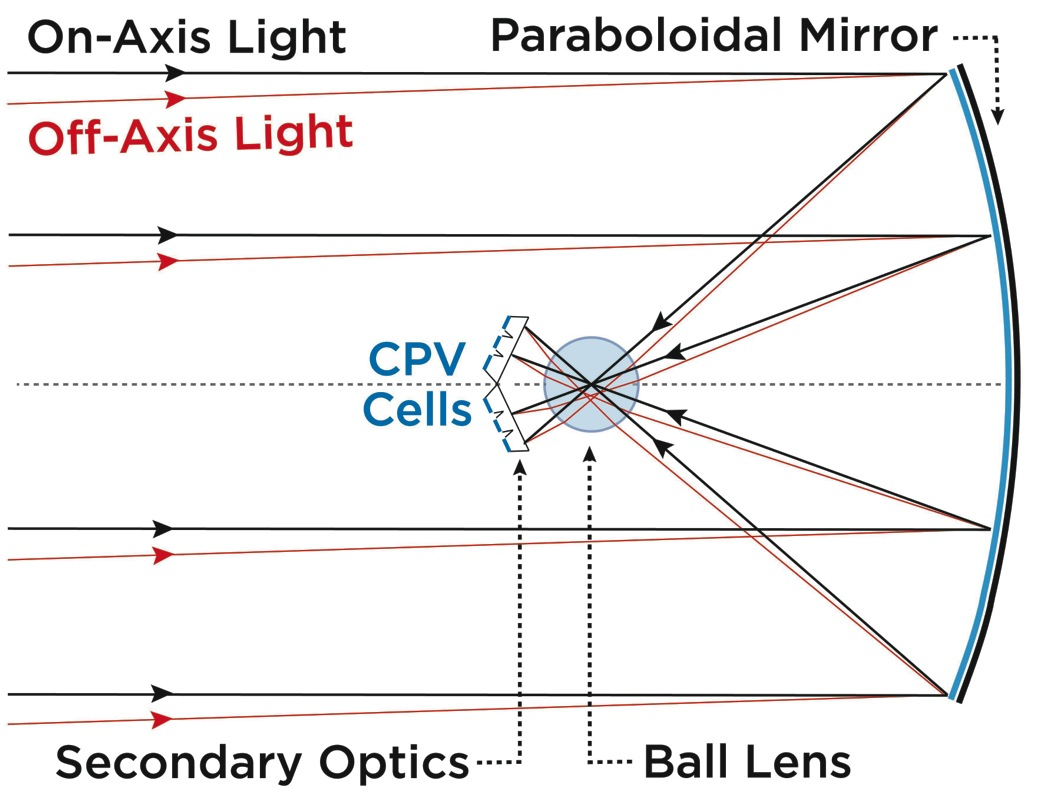 On-Axis Light
Paraboloidal Mirror
Off-Axis Light
CPV
Cells
Secondary Optics
Ball Lens